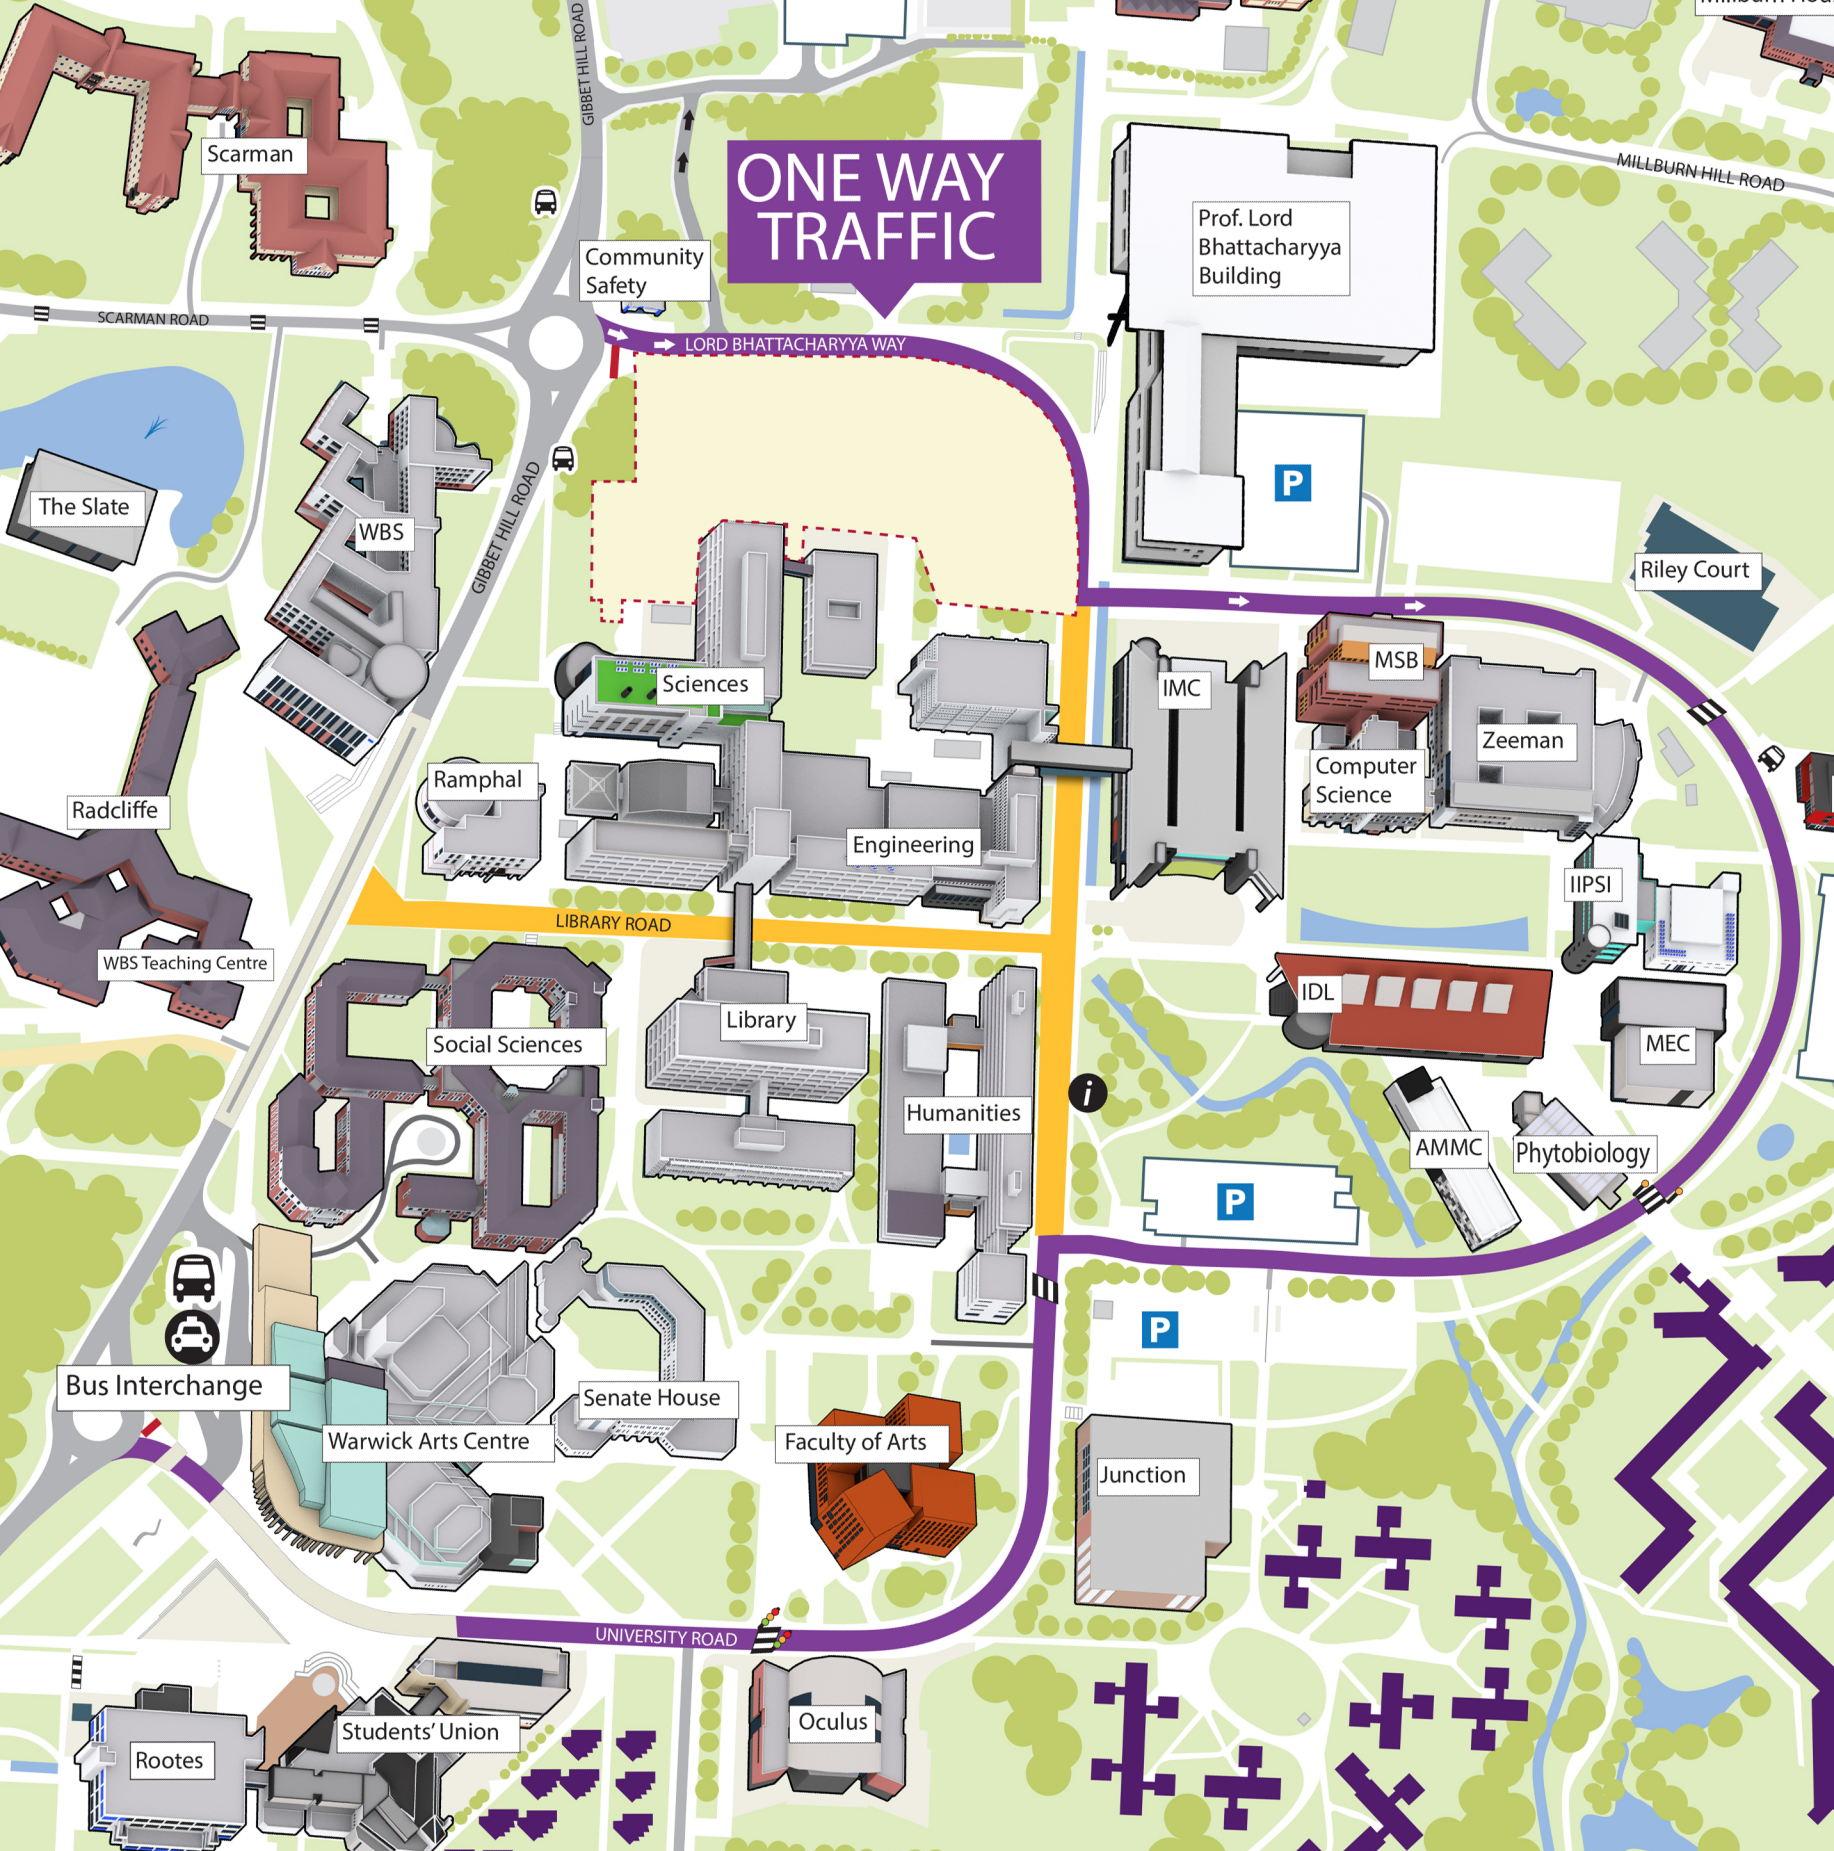 GIBBET HILL ROAD
Scarman
ONE WAY
TRAFFIC
MILLBURN HILL ROAD
Prof. Lord
Bhattacharyya
Building
Community
Safety
SCARMAN ROAD
LORD BHATTACHARYYA WAY
The Slate
WBS
GIBBET HILL ROAD
P
Riley Court
Sciences
IMC
MSB
Zeeman
Ramphal
Computer
Science
Radcliffe
Engineering
IIPSI
LIBRARY ROAD
WBS Teaching Centre
IDL
Library
Social Sciences
MEC
i
Humanities
AMMC
Phytobiology
P
P
Bus Interchange
Senate House
Warwick Arts Centre
Faculty of Arts
Junction
UNIVERSITY ROAD
Oculus
Students' Union
Rootes